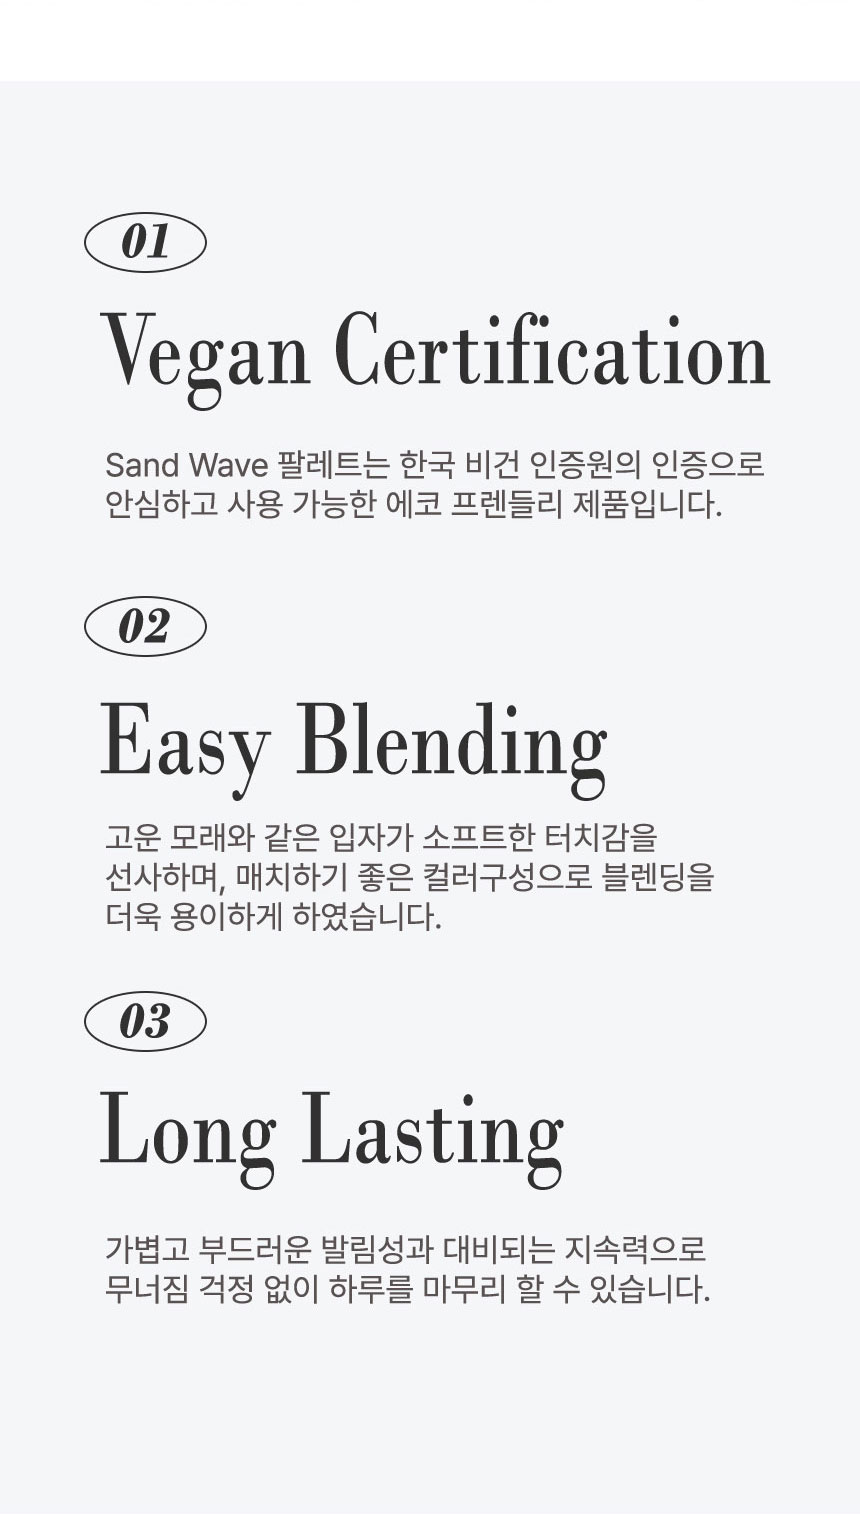 01
Vegan Certification
Sand Wave 팔레트는 한국 비건 인증원의 인증으로
안심하고 사용 가능한 에코 프렌들리 제품입니다.
02
Easy Blending
고운 모래와 같은 입자가 소프트한 터치감을
선사하며, 매치하기 좋은 컬러구성으로 블렌딩을
더욱 용이하게 하였습니다.
03
Long Lasting
가볍고 부드러운 발림성과 대비되는 지속력으로
무너짐 걱정 없이 하루를 마무리 할 수 있습니다.